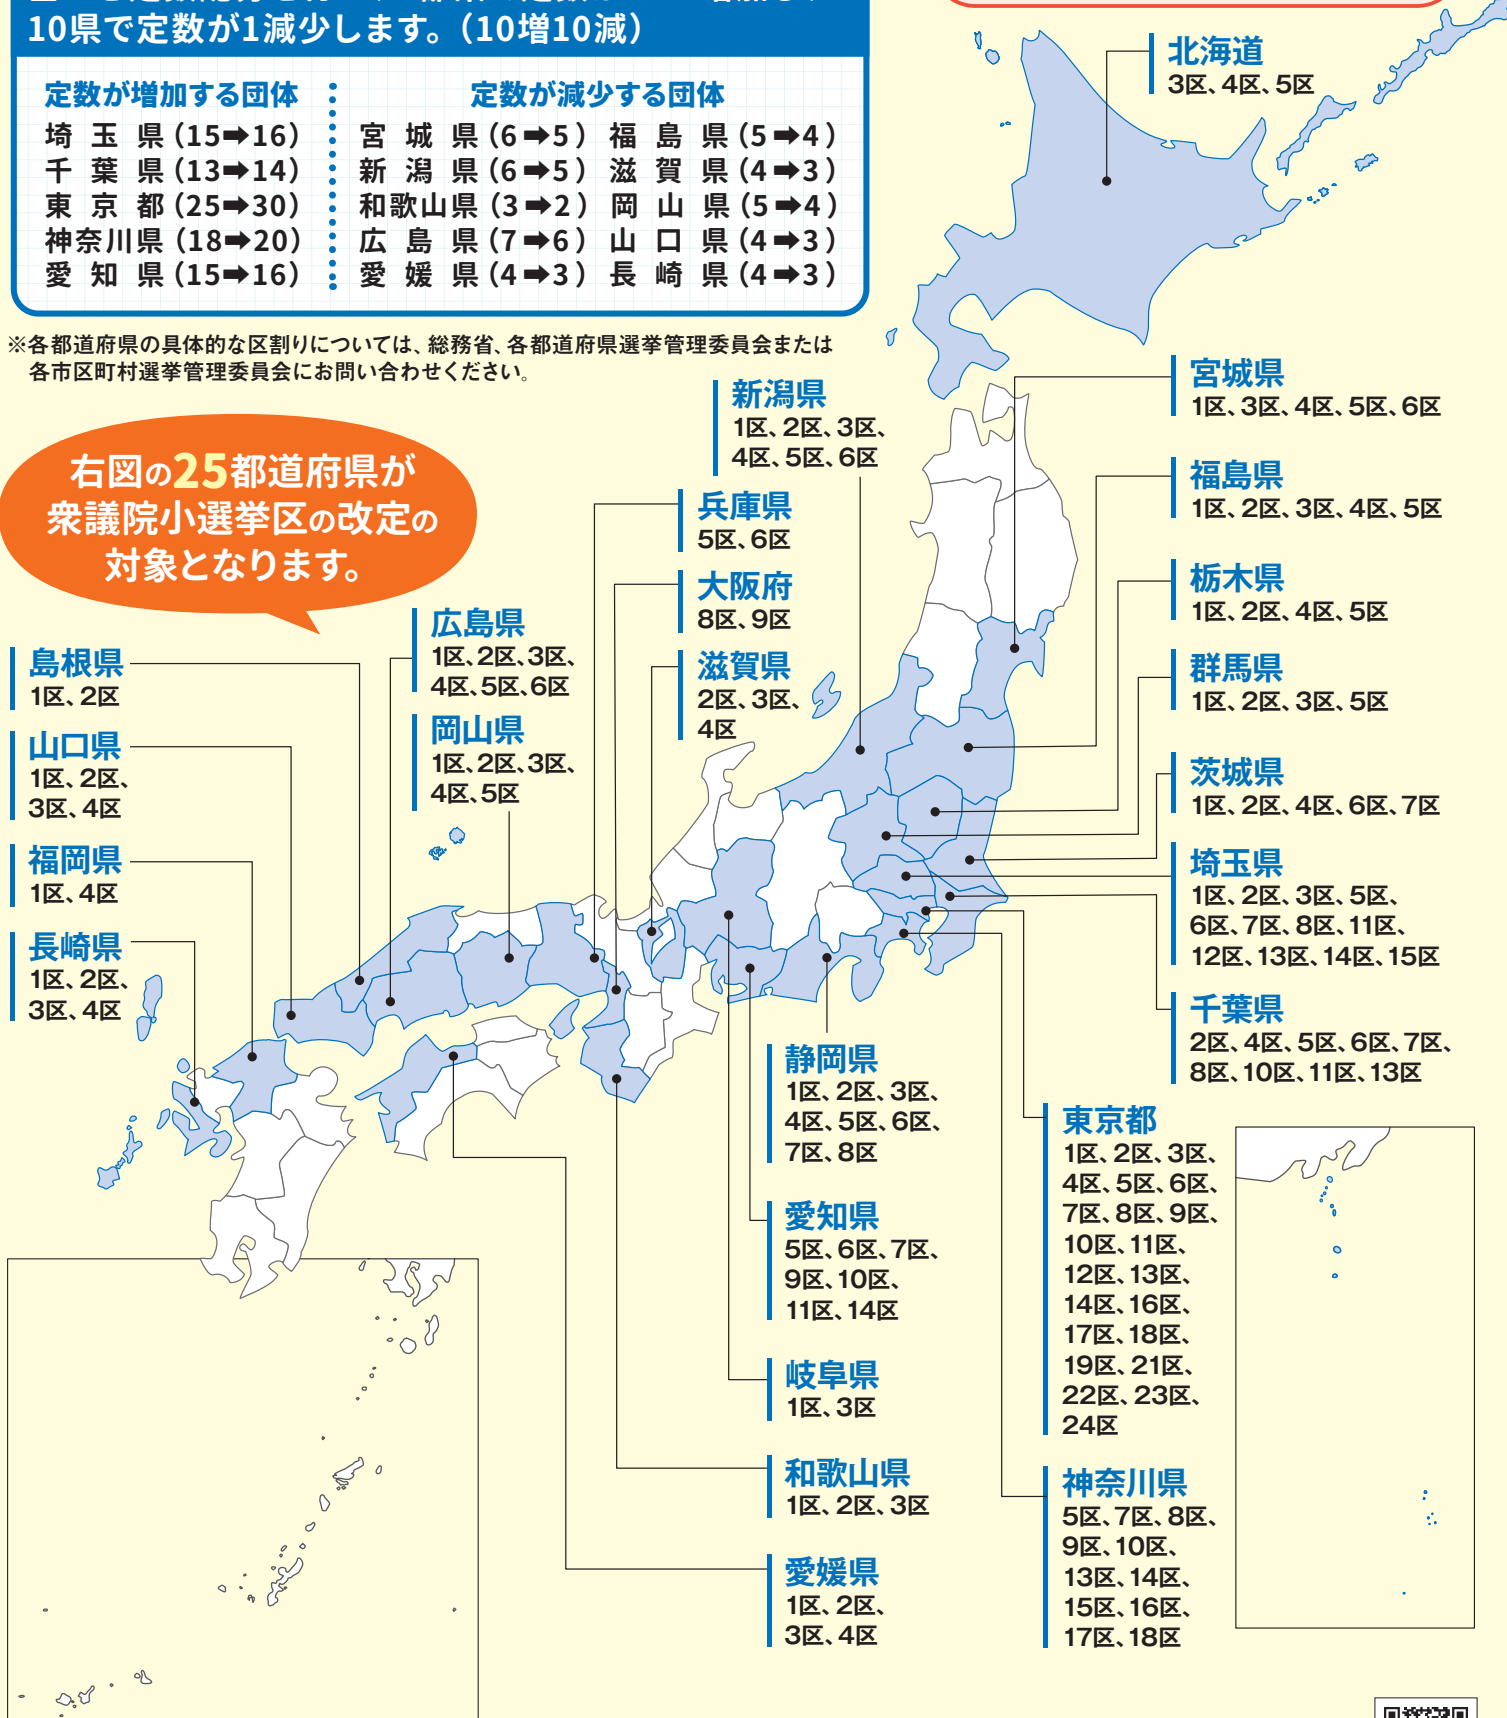 10県で定数が1減少します。（10増10減）
定数が増加する団体
埼玉県（15➡16）
千葉県（13➡14）
東京都（25➡30）
神奈川県（18➡20）
愛知県（15➡16）
定数が減少する団体
宮城県（6➡5） 福島県（5➡4）
新潟県（6➡5） 滋賀県（4➡3）
和歌山県（3➡2） 岡山県（5➡4）
広島県（7➡6） 山口県（4➡3）
愛媛県（4➡3） 長崎県（4➡3）
※各都道府県の具体的な区割りについては、総務省、各都道府県選挙管理委員会または
各市区町村選挙管理委員会にお問い合わせください。
右図の25都道府県が
衆議院小選挙区の改定の
対象となります。
北海道
3区、4区、5区
宮城県
1区、3区、4区、5区、6区
福島県
1区、2区、3区、4区、5区
栃木県
1区、2区、4区、5区
群馬県
1区、2区、3区、5区
茨城県
1区、2区、4区、6区、7区
埼玉県
1区、2区、3区、5区、
6区、7区、8区、11区、
12区、13区、14区、15区
千葉県
2区、4区、5区、6区、7区、
8区、10区、11区、13区
東京都
1区、2区、3区、
4区、5区、6区、
7区、8区、9区、
10区、11区、
12区、13区、
14区、16区、
17区、18区、
19区、21区、
22区、23区、
24区
神奈川県
5区、7区、8区、
9区、10区、
13区、14区、
15区、16区、
17区、18区
新潟県
1区、2区、3区、
4区、5区、6区
兵庫県
5区、6区
大阪府
8区、9区
滋賀県
2区、3区、
4区
広島県
1区、2区、3区、
4区、5区、6区
岡山県
1区、2区、3区、
4区、5区
島根県
1区、2区
山口県
1区、2区、
3区、4区
福岡県
1区、4区
長崎県
1区、2区、
3区、4区
静岡県
1区、2区、3区、
4区、5区、6区、
7区、8区
愛知県
5区、6区、7区、
9区、10区、
11区、14区
岐阜県
1区、3区
和歌山県
1区、2区、3区
愛媛県
1区、2区、
3区、4区